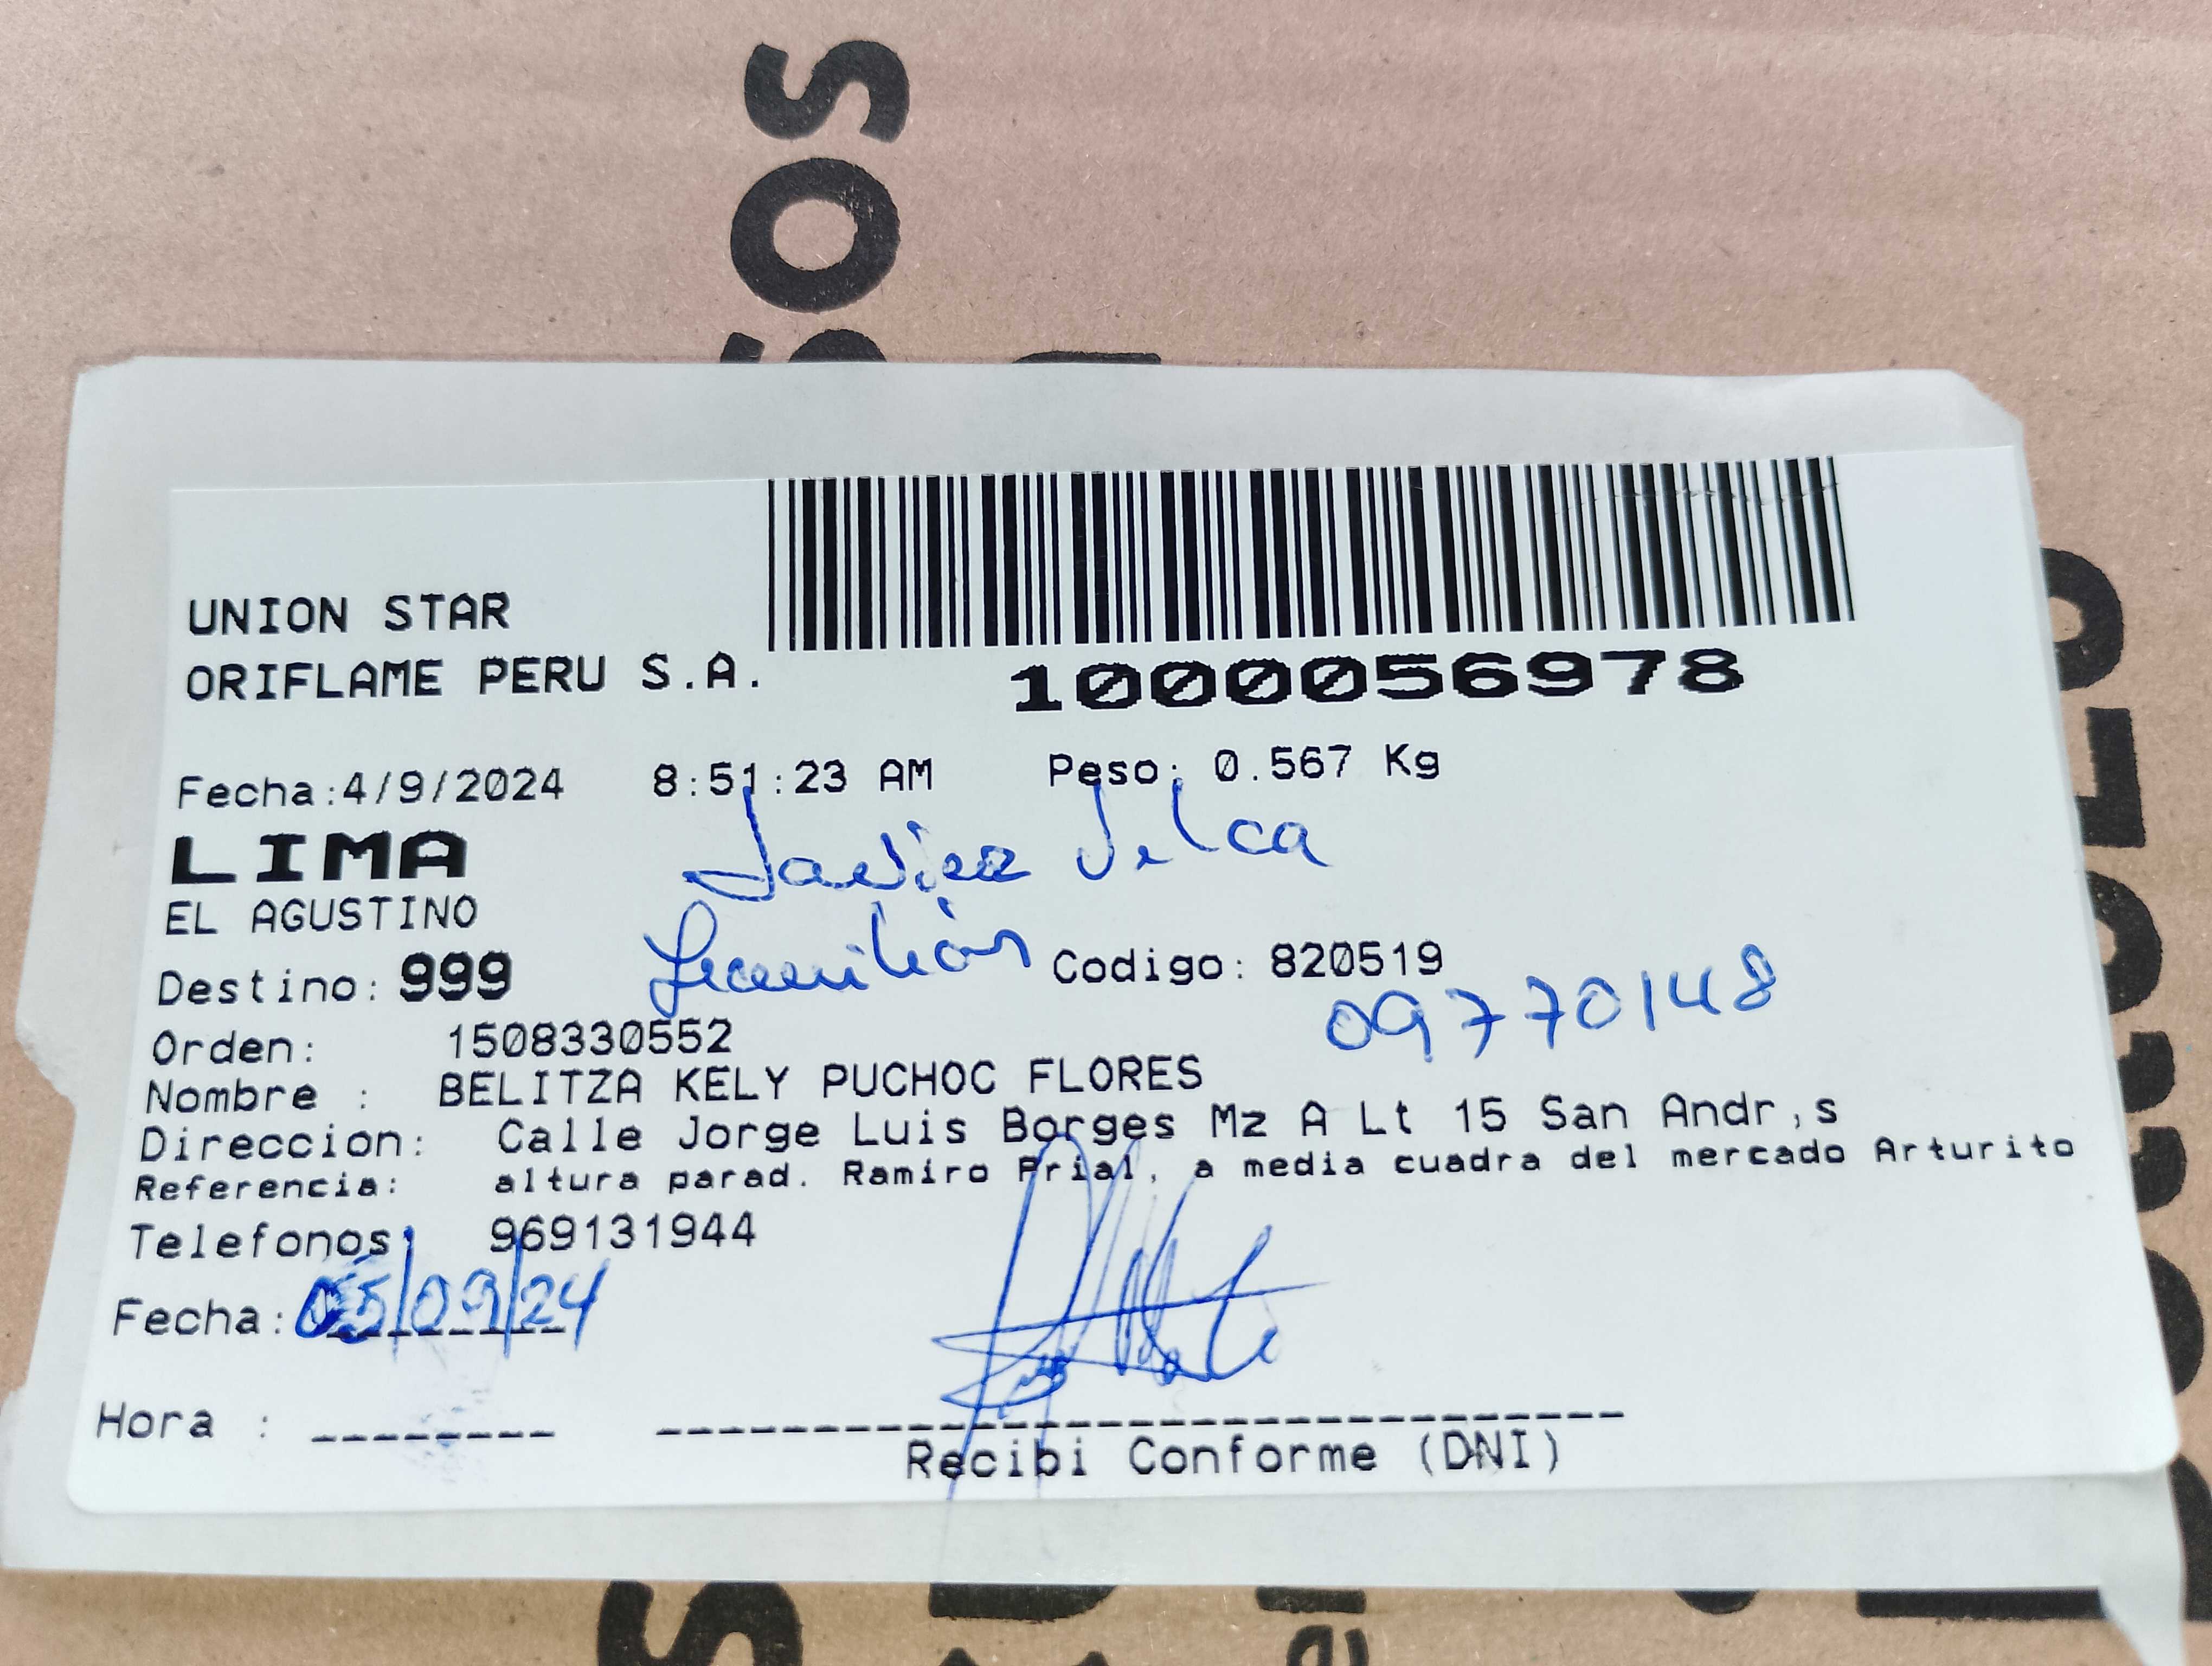 SOS
UNION STAR
ORIFLAME PERU S.A.
1000056978
Fecha:4/9/2024 8:51:23 AM Peso: 0.567 Kg
LIMA
Javier
EL AGUSTINO
Destino: 999 Codigo: 820519
09770148
Orden: 1508330552
Nombre : BELITZA KELY PUCHOC FLORES
Direccion: Calle Jorge Luis Borges Mz A Lt 15 San Andr,s
Referencia: altura parad. Ramiro Prial, a media cuadra del mercado Arturito
Telefonos: 969131944
Fecha: 05/09/24
Hora :
Recibi Conforme (DNI)